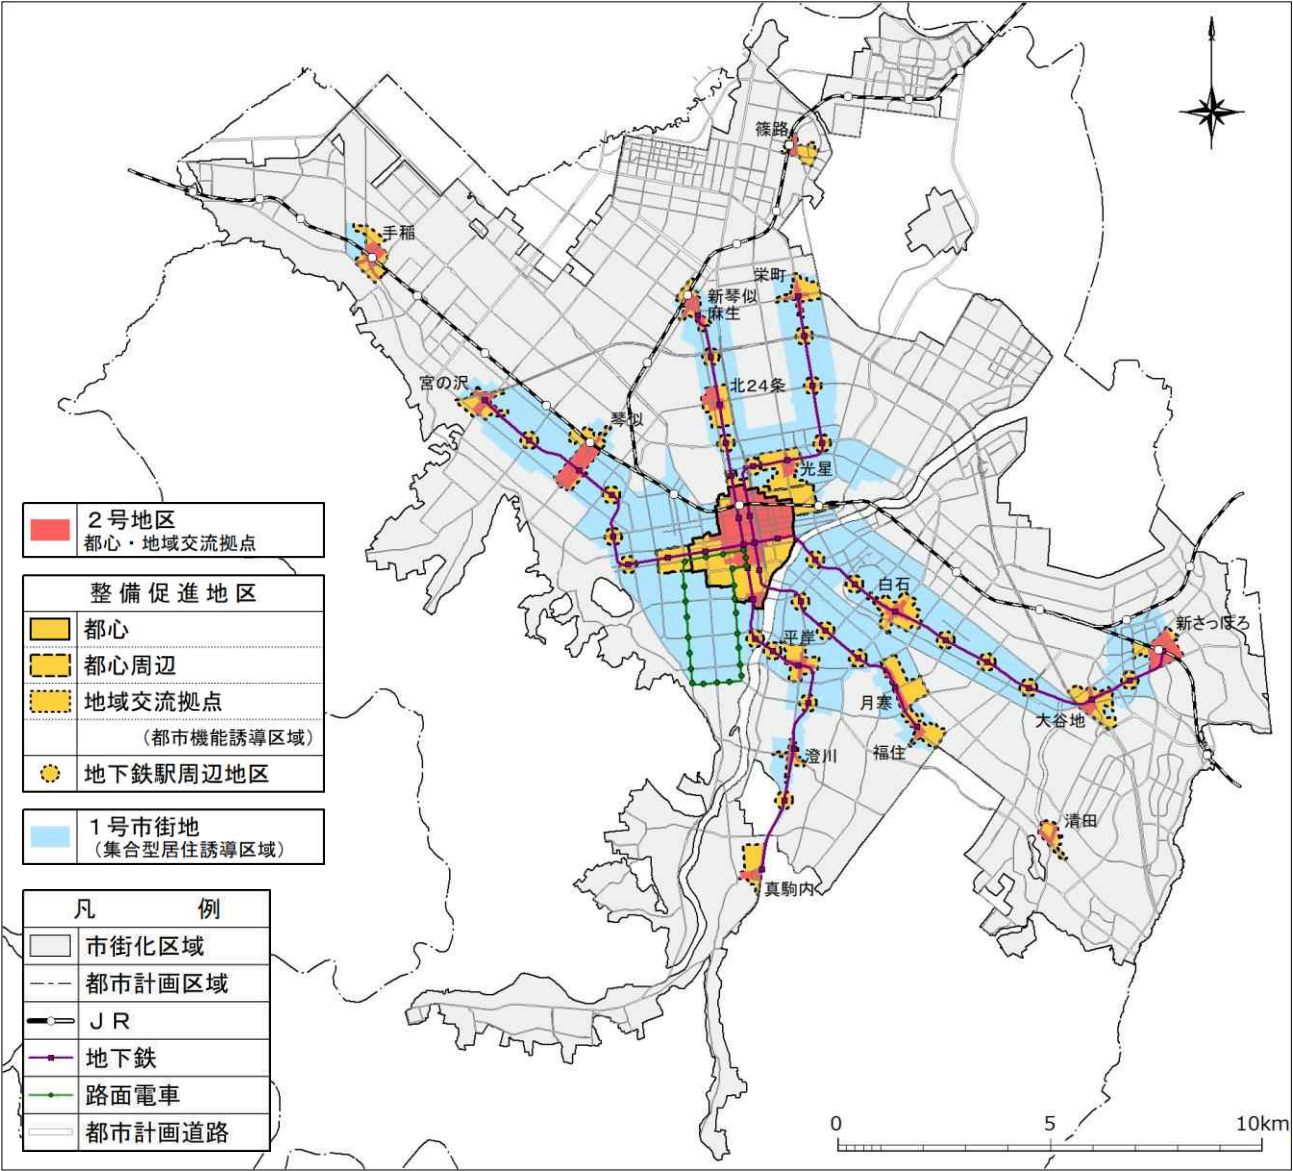 篠路
手稲
栄町
新琴似
麻生
宮の沢
北24条
琴似
光星
白石
新さっぽろ
平岸
月寒
大谷地
福住
澄川
清田
真駒内
２号地区
都心・地域交流拠点
整備促進地区
都心
都心周辺
地域交流拠点
（都市機能誘導区域）
地下鉄駅周辺地区
１号市街地
（集合型居住誘導区域）
凡例
市街化区域
都市計画区域
ＪＲ
地下鉄
路面電車
都市計画道路
0 5 10km